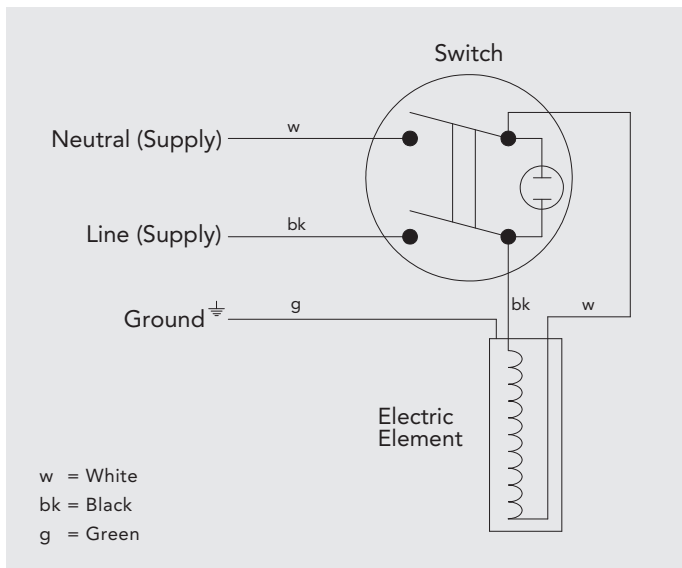 Switch
Neutral (Supply)
w
Line (Supply)
bk
Ground
g
bk
w
Electric
Element
w = White
bk = Black
g = Green